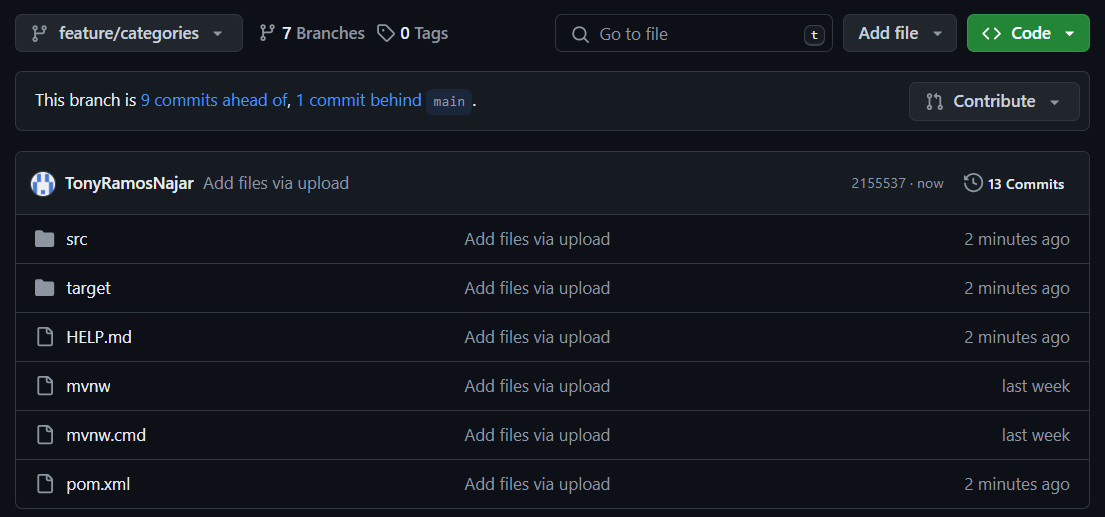 feature/categories 7 Branches 0 Tags Go to file t Add file Code
This branch is 9 commits ahead of, 1 commit behind main .
Contribute
TonyRamosNajar Add files via upload 2155537 · now 13 Commits
src Add files via upload 2 minutes ago
target Add files via upload 2 minutes ago
HELP.md Add files via upload 2 minutes ago
mvnw Add files via upload last week
mvnw.cmd Add files via upload last week
pom.xml Add files via upload 2 minutes ago